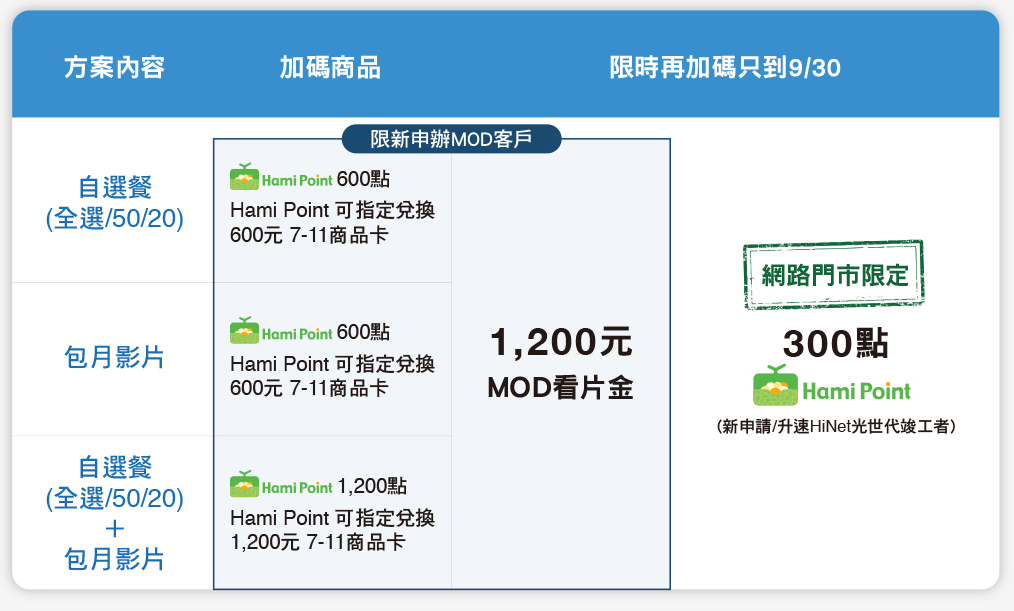 方案內容
加碼商品
限時再加碼只到9/30
限新申辦MOD客戶
自選餐
(全選/50/20)
Hami Point 600點
Hami Point 可指定兌換
600元 7-11商品卡
包月影片
Hami Point 600點
Hami Point 可指定兌換
600元 7-11商品卡
自選餐
(全選/50/20)
+
包月影片
Hami Point 1,200點
Hami Point 可指定兌換
1,200元 7-11商品卡
1,200元
MOD看片金
網路門市限定
300點
Hami Point
(新申請/升速HiNet光世代竣工者)